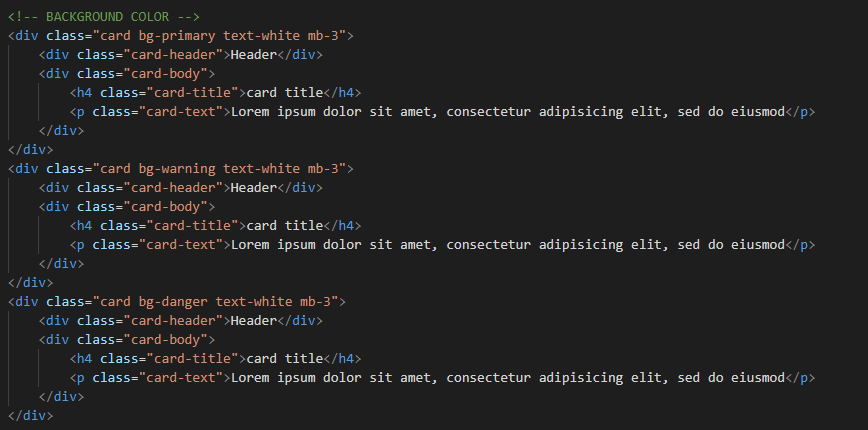 <!-- BACKGROUND COLOR -->
<div class="card bg-primary text-white mb-3">
    <div class="card-header">Header</div>
    <div class="card-body">
        <h4 class="card-title">card title</h4>
        <p class="card-text">Lorem ipsum dolor sit amet, consectetur adipisicing elit, sed do eiusmod</p>
    </div>
</div>
<div class="card bg-warning text-white mb-3">
    <div class="card-header">Header</div>
    <div class="card-body">
        <h4 class="card-title">card title</h4>
        <p class="card-text">Lorem ipsum dolor sit amet, consectetur adipisicing elit, sed do eiusmod</p>
    </div>
</div>
<div class="card bg-danger text-white mb-3">
    <div class="card-header">Header</div>
    <div class="card-body">
        <h4 class="card-title">card title</h4>
        <p class="card-text">Lorem ipsum dolor sit amet, consectetur adipisicing elit, sed do eiusmod</p>
    </div>
</div>